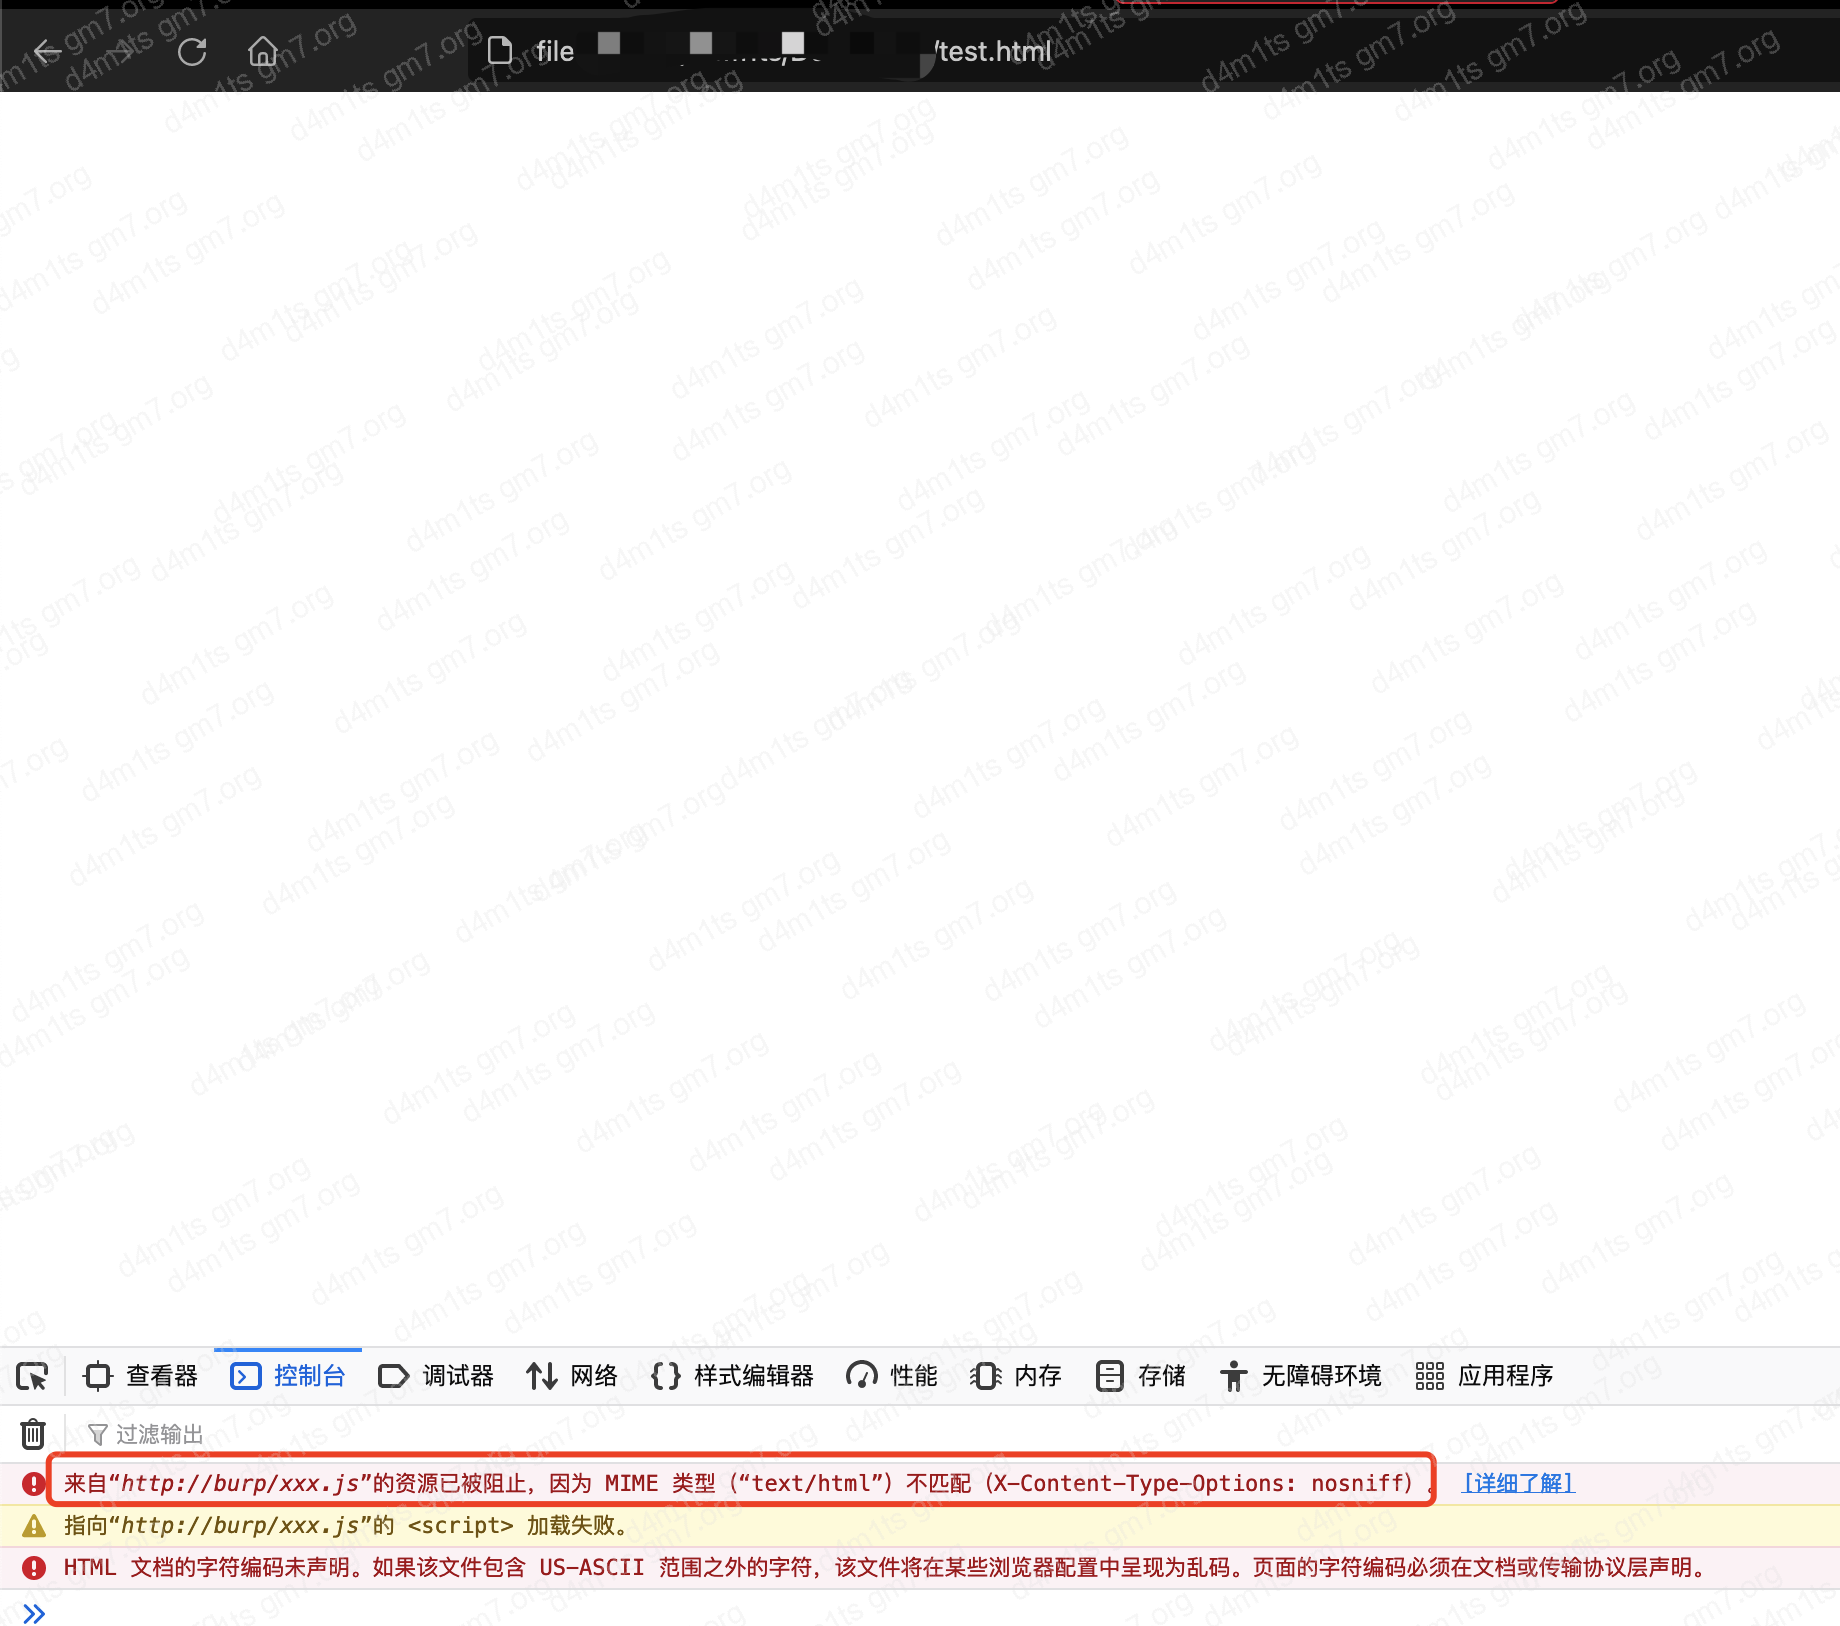 file
/test.html
查看器 控制台 调试器 网络 样式编辑器 性能 内存 存储 无障碍环境 应用程序
过滤输出
来自“http://burp/xxx.js”的资源已被阻止，因为 MIME 类型（“text/html”）不匹配（X-Content-Type-Options: nosniff）。 [详细了解]
指向“http://burp/xxx.js”的 <script> 加载失败。
HTML 文档的字符编码未声明。如果该文件包含 US-ASCII 范围之外的字符，该文件将在某些浏览器配置中呈现为乱码。页面的字符编码必须在文档或传输协议层声明。
d4m1ts gm7.org